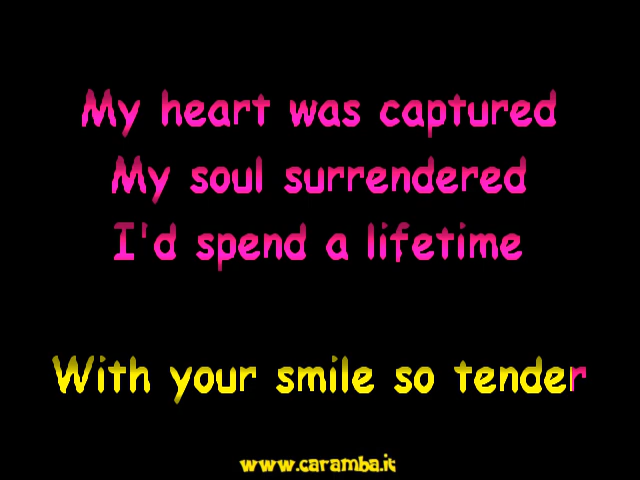 My heart was captured
My soul surrendered
I'd spend a lifetime
With your smile so tender
www.caramba.it